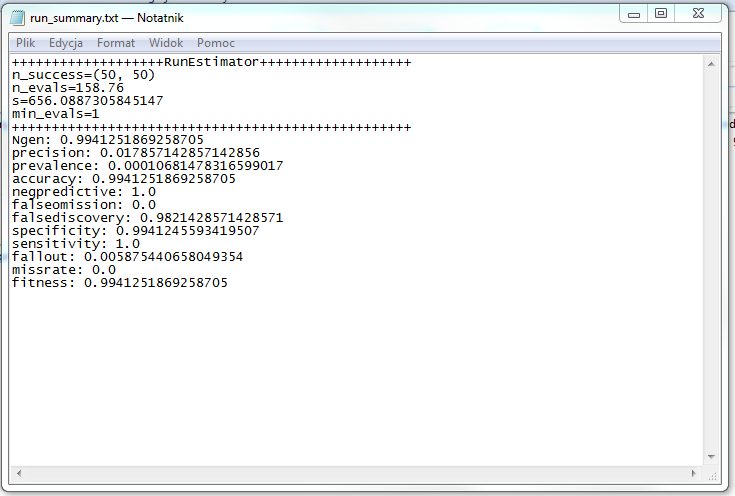 run_summary.txt — Notatnik
Plik Edycja Format Widok Pomoc
+++++++++++++++++++RunEstimator+++++++++++++++++++
n_success=(50, 50)
n_evals=158.76
s=656.0887305845147
min_evals=1
++++++++++++++++++++++++++++++++++++++++++++++++++
Ngen: 0.9941251869258705
precision: 0.017857142857142856
prevalence: 0.00010681478316599017
accuracy: 0.9941251869258705
negpredictive: 1.0
falseomission: 0.0
falsediscovery: 0.9821428571428571
specificity: 0.9941245593419507
sensitivity: 1.0
fallout: 0.005875440658049354
missrate: 0.0
fitness: 0.9941251869258705